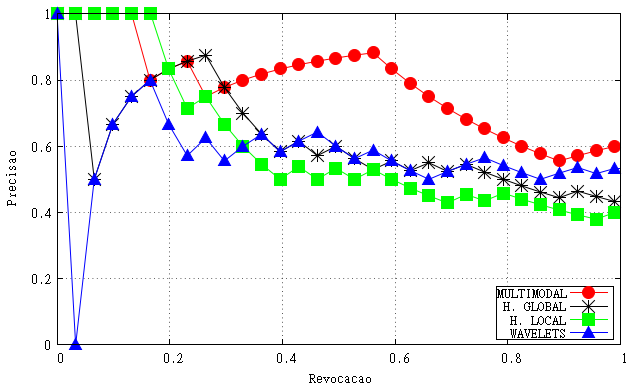 1
0.8
0.6
0.4
0.2
0
Precisao
0 0.2 0.4 0.6 0.8 1
Revocacao
MULTIMODAL
H. GLOBAL
H. LOCAL
WAVELETS